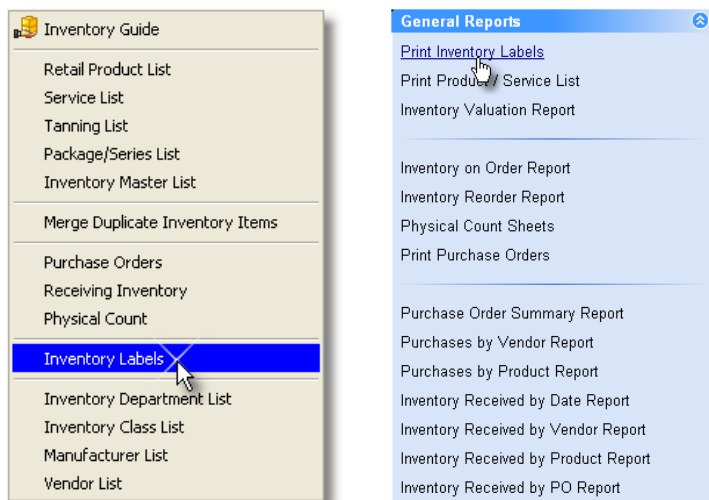 Inventory Guide
Retail Product List
Service List
Tanning List
Package/Series List
Inventory Master List
Merge Duplicate Inventory Items
Purchase Orders
Receiving Inventory
Physical Count
Inventory Labels
Inventory Department List
Inventory Class List
Manufacturer List
Vendor List
General Reports
Print Inventory Labels
Print Product / Service List
Inventory Valuation Report
Inventory on Order Report
Inventory Reorder Report
Physical Count Sheets
Print Purchase Orders
Purchase Order Summary Report
Purchases by Vendor Report
Purchases by Product Report
Inventory Received by Date Report
Inventory Received by Vendor Report
Inventory Received by Product Report
Inventory Received by PO Report